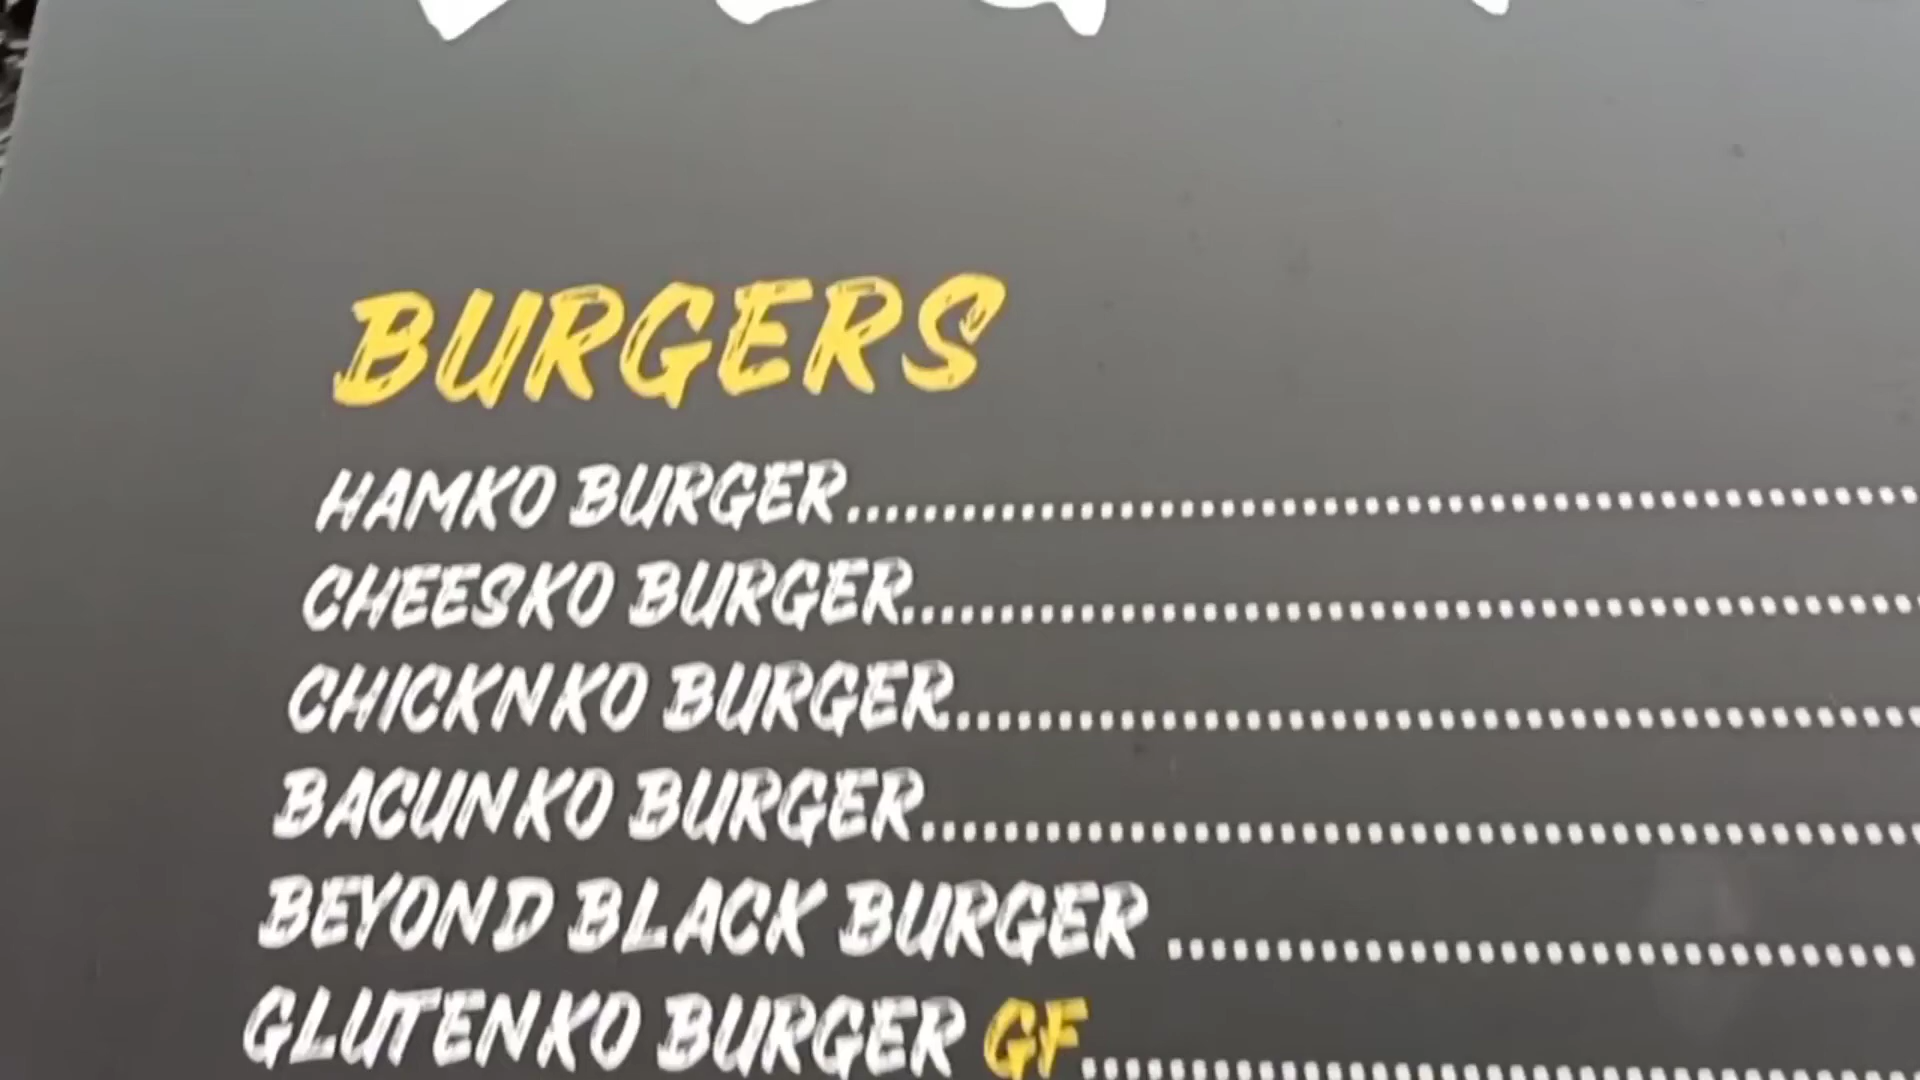 BURGERS
HAMKO BURGER
CHEESKO BURGER
CHICKNKO BURGER
BACUNKO BURGER
BEYOND BLACK BURGER
GLUTENKO BURGER GF